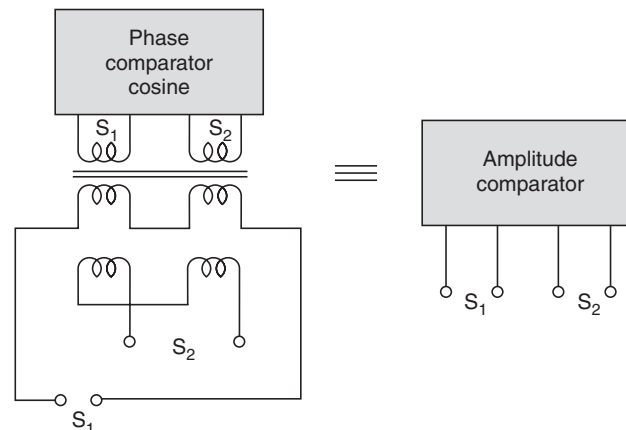 Phase
comparator
cosine
S₁ S₂
Amplitude
comparator
S₁ S₂
S₂
S₁